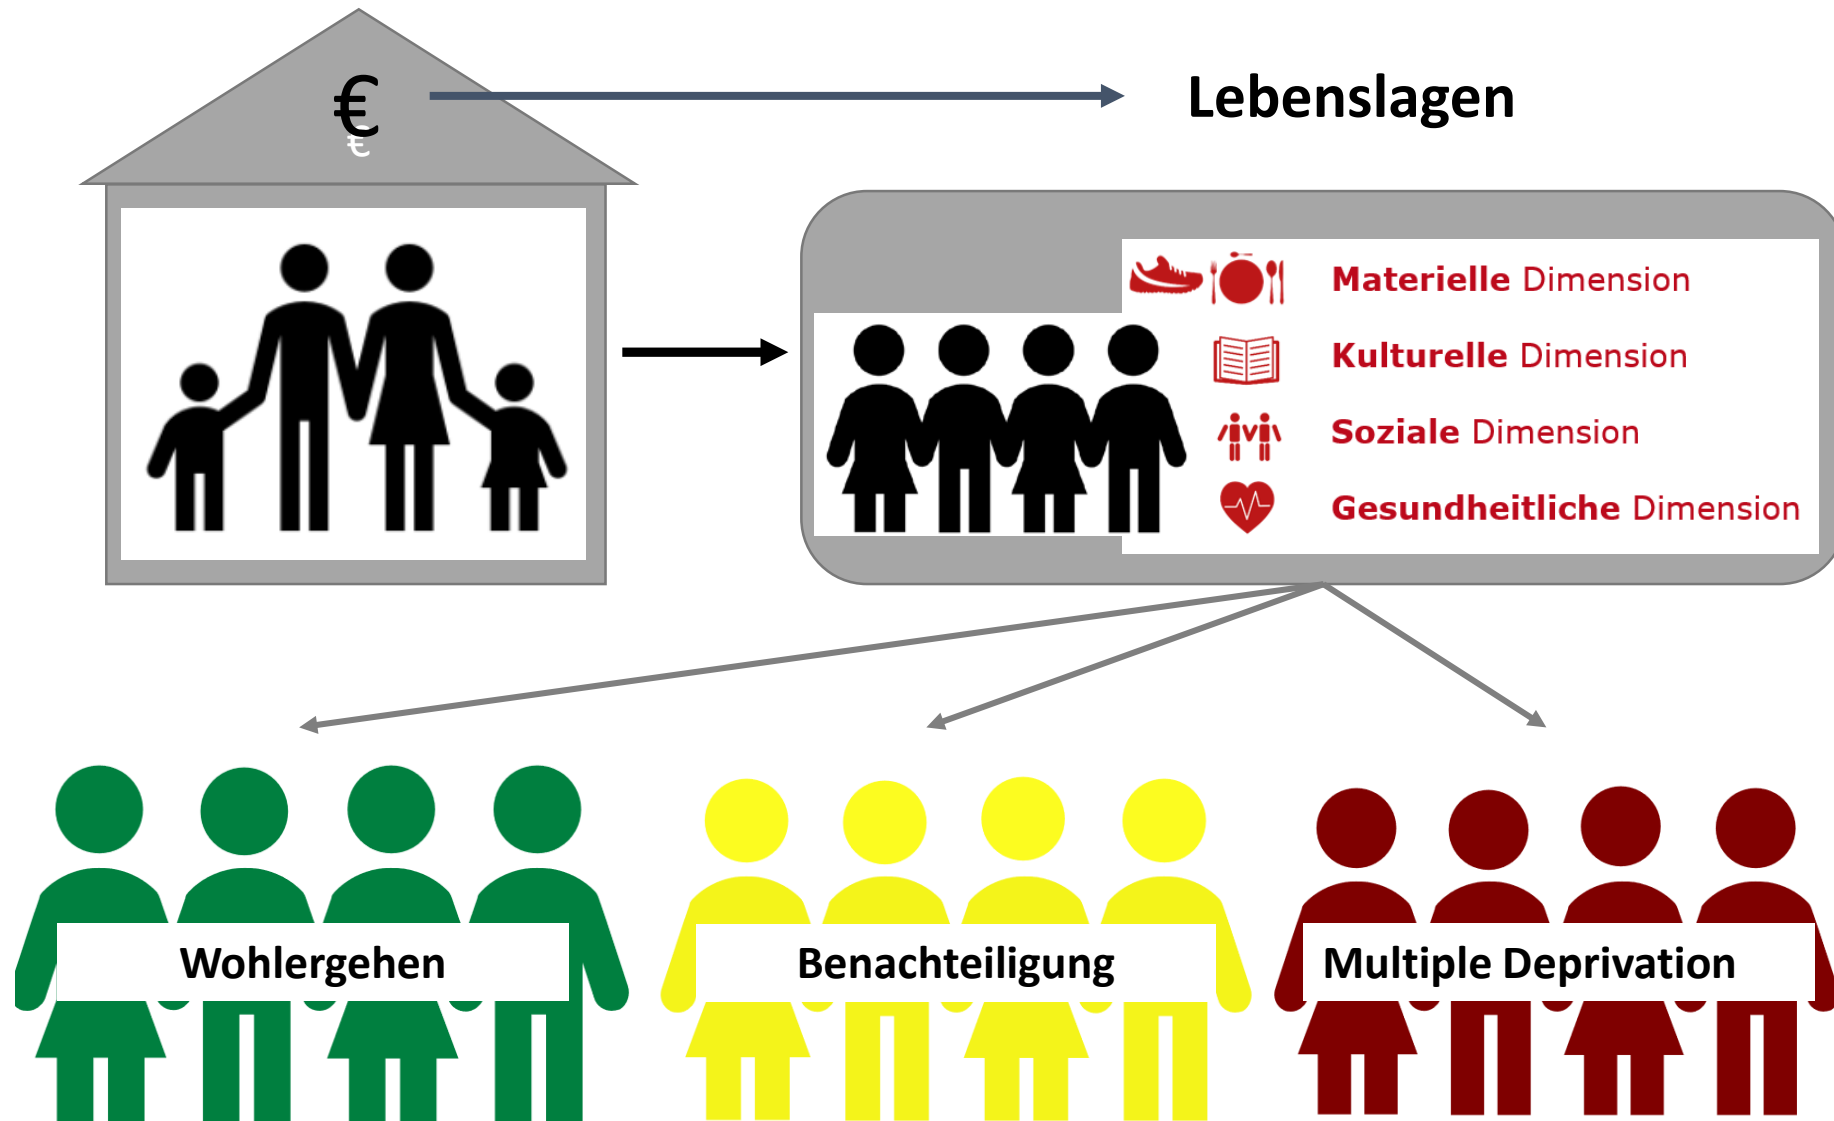 €
€
Lebenslagen
Materielle Dimension
Kulturelle Dimension
Soziale Dimension
Gesundheitliche Dimension
Wohlergehen
Benachteiligung
Multiple Deprivation